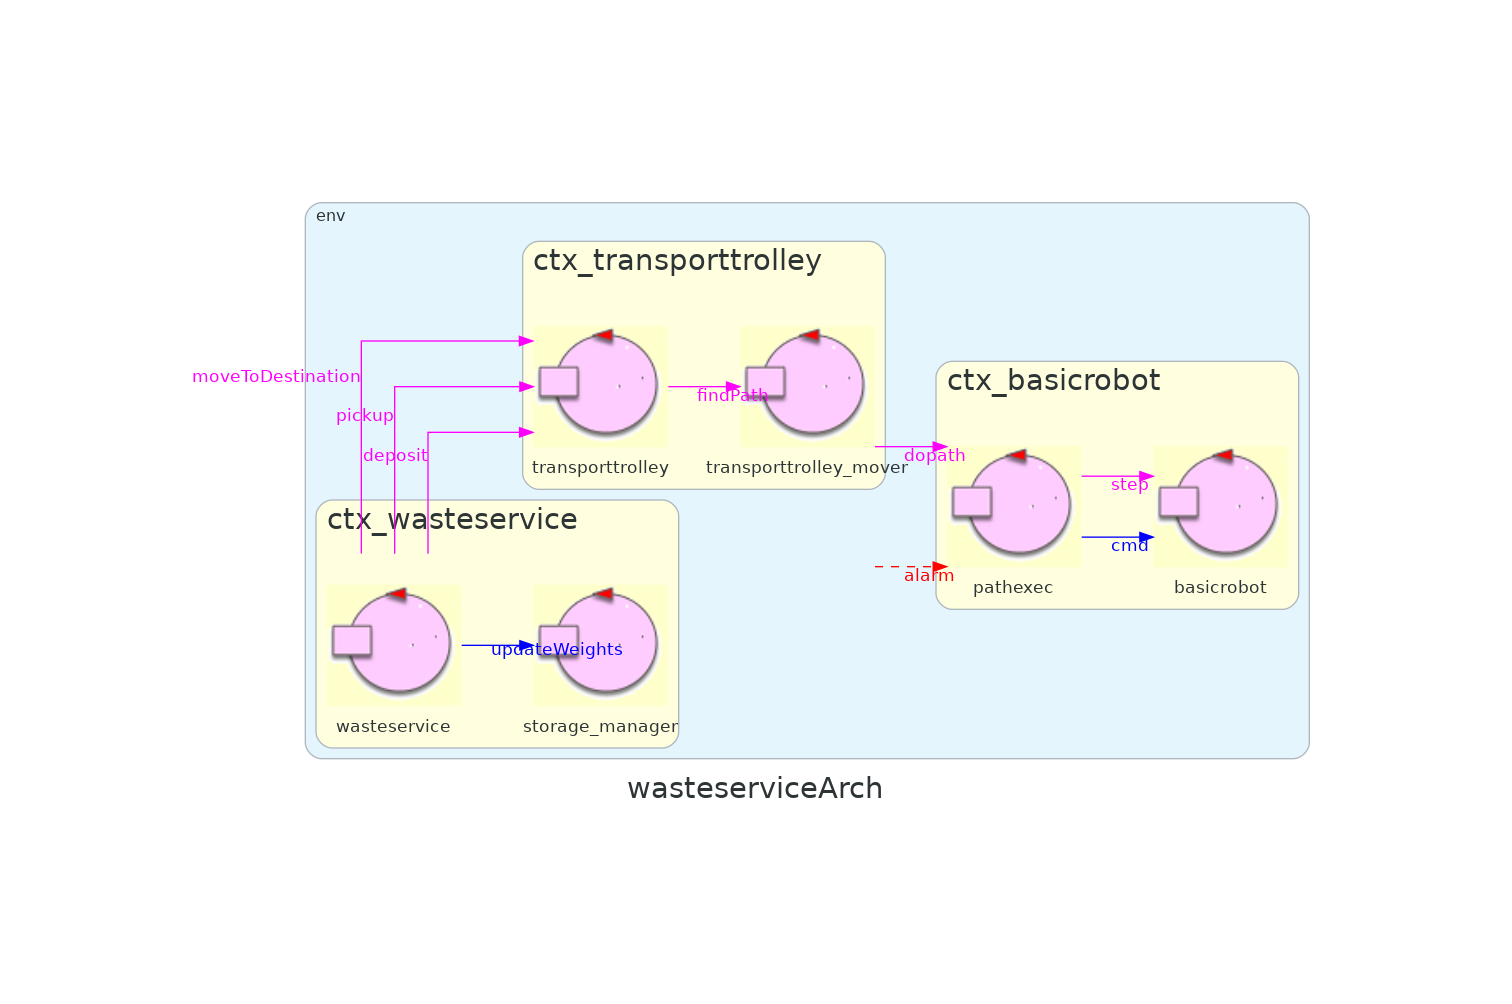 env
ctx_transporttrolley
moveToDestination
pickup
deposit
findPath
transporttrolley
transporttrolley_mover
ctx_basicrobot
dopath
step
cmd
alarm
pathexec
basicrobot
ctx_wasteservice
updateWeights
wasteservice
storage_manager
wasteserviceArch